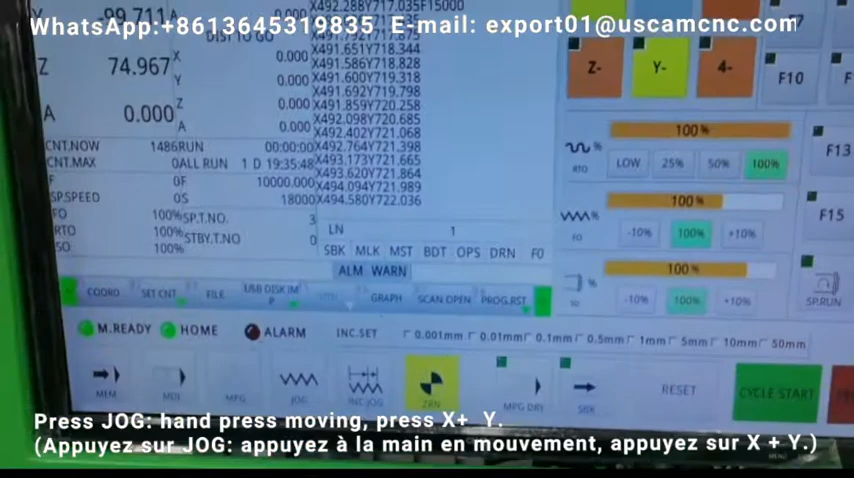 WhatsApp:+8613645319835 E-mail: export01@uscamcnc.com
Y -99.711 0.000
DIST TO GO
Z 74.967
X 0.000
Y 0.000
Z 0.000
A 0.000
A 0.000
X492.288Y717.035F15000
X491.651Y718.344
X491.586Y718.828
X491.600Y719.318
X491.692Y719.798
X491.859Y720.258
X492.098Y720.685
X492.402Y721.068
X492.764Y721.398
X493.173Y721.665
X493.620Y721.864
X494.094Y721.989
X494.580Y722.036
CNT.NOW 1486 RUN 00:00:00
CNT.MAX 0 ALL RUN 1 D 19:35:48
F 0F 10000.000
SP.SPEED 0S 18000
FO 100% SP.T.NO. 3
RTO 100% STBY.T.NO 0
SO 100%
LN 1
SBK MLK MST BDT OPS DRN F0
ALM WARN
COORD SET CNT FILE USB DISK IM P GRAPH SCAN OPEN PROG.RST
Z- Y- 4- F10
100%
% RTO LOW 25% 50% 100% F13
100%
% FO -10% 100% +10% F15
100%
% -10% 100% +10% SP.RUN
M.READY HOME ALARM INC.SET 0.001mm 0.01mm 0.1mm 0.5mm 1mm 5mm 10mm 50mm
MEM MDI MPG JOG INC.JOG ZRN MPG DRY SBK RESET CYCLE START
Press JOG: hand press moving, press X+ Y.
(Appuyez sur JOG: appuyez à la main en mouvement, appuyez sur X + Y.)
MENU